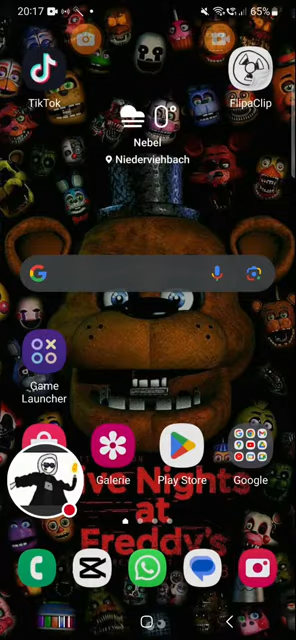 20:17
65%
TikTok
FlipaClip
0°
Nebel
Niederviehbach
Game
Launcher
Galerie
Play Store
Google
Five Nights
at
Freddy's